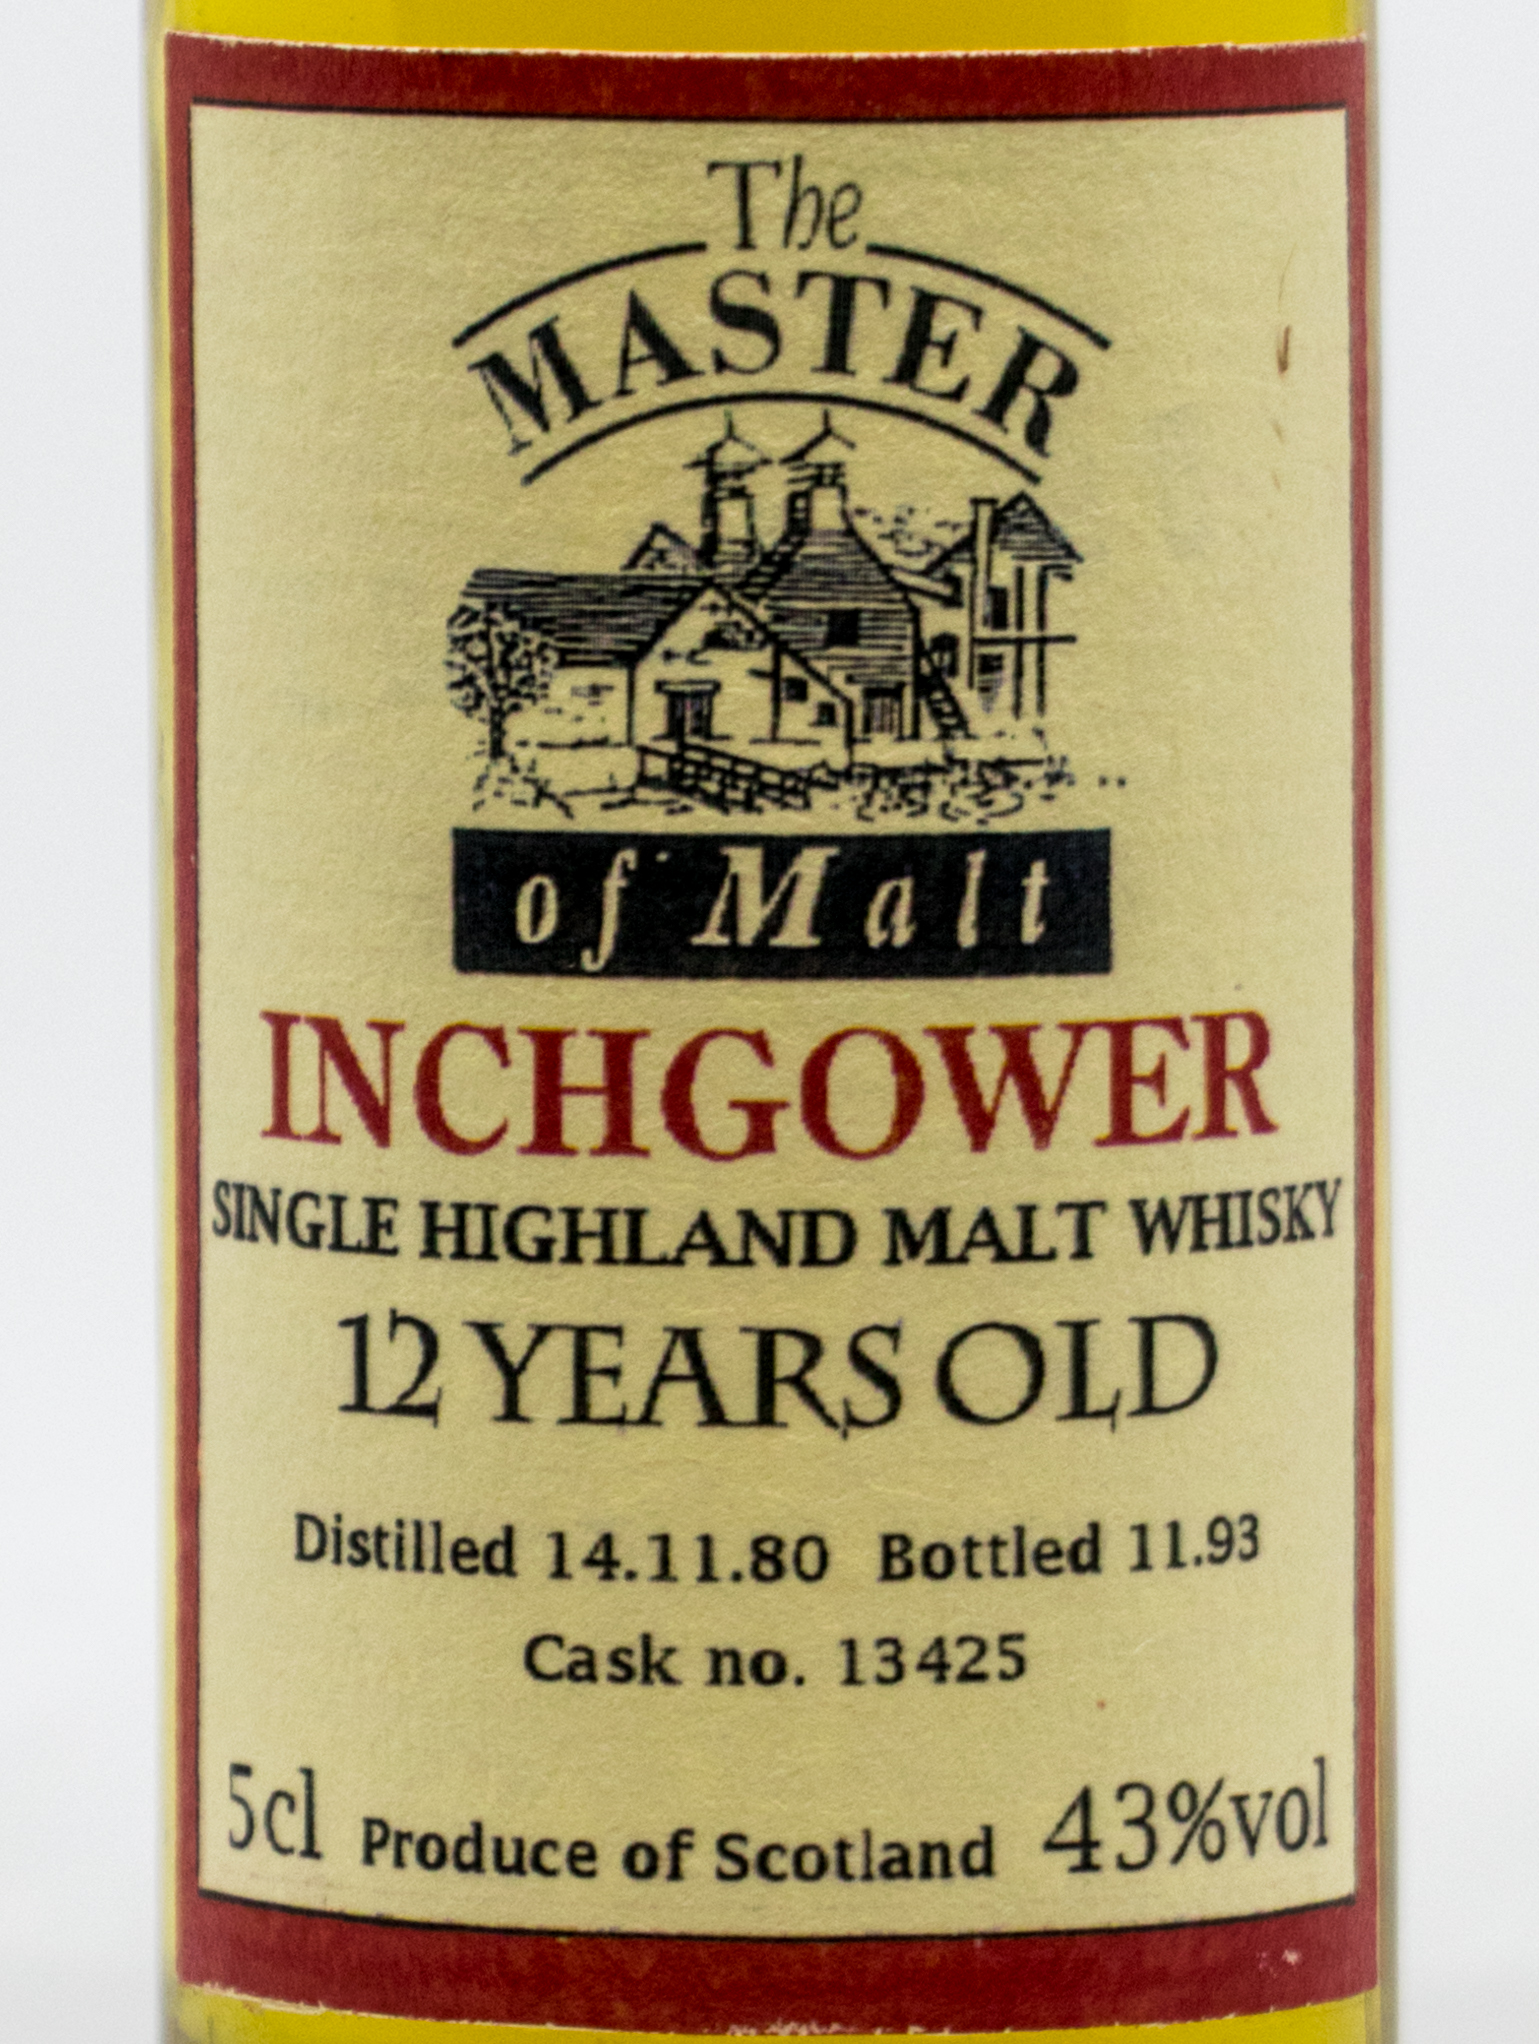 The
MASTER
of Malt
INCHGOWER
SINGLE HIGHLAND MALT WHISKY
12 YEARS OLD
Distilled 14.11.80 Bottled 11.93
Cask no. 13425
5cl Produce of Scotland 43%vol